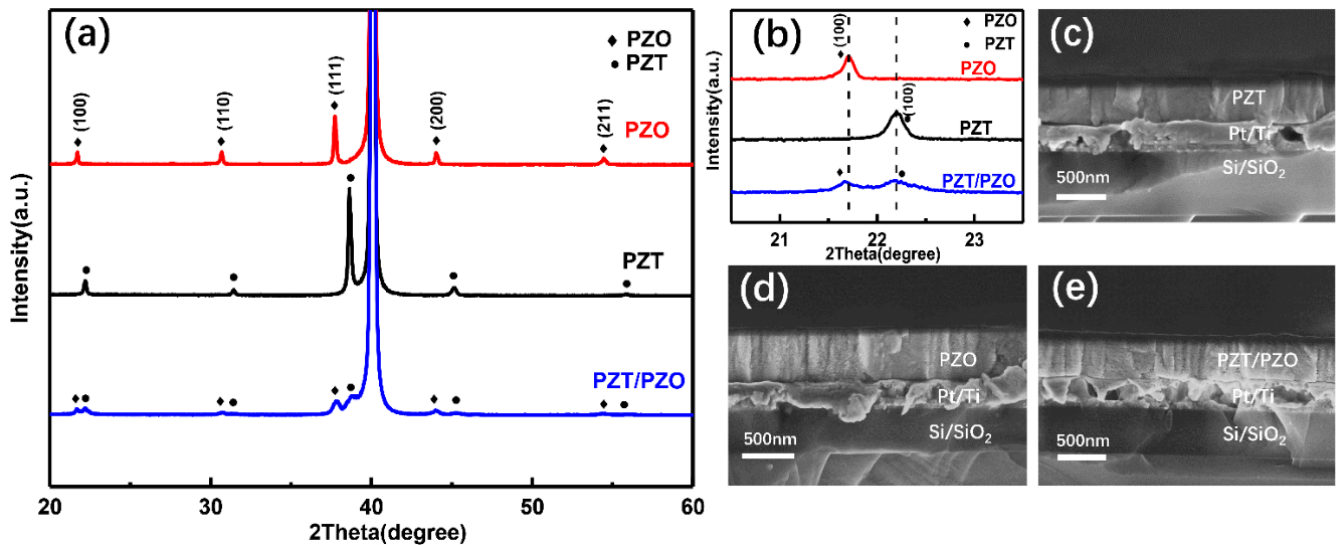 (a)
◆ PZO
● PZT
(100)
(110)
(111)
(200)
(211)
PZO
PZT
PZT/PZO
Intensity(a.u.)
20 30 40 50 60
2Theta(degree)
(b)
◆ PZO
● PZT
(100)
PZO
(100)
PZT
PZT/PZO
Intensity(a.u.)
21 22 23
2Theta(degree)
(c)
PZT
Pt/Ti
Si/SiO₂
500nm
(d)
PZO
Pt/Ti
Si/SiO₂
500nm
(e)
PZT/PZO
Pt/Ti
Si/SiO₂
500nm